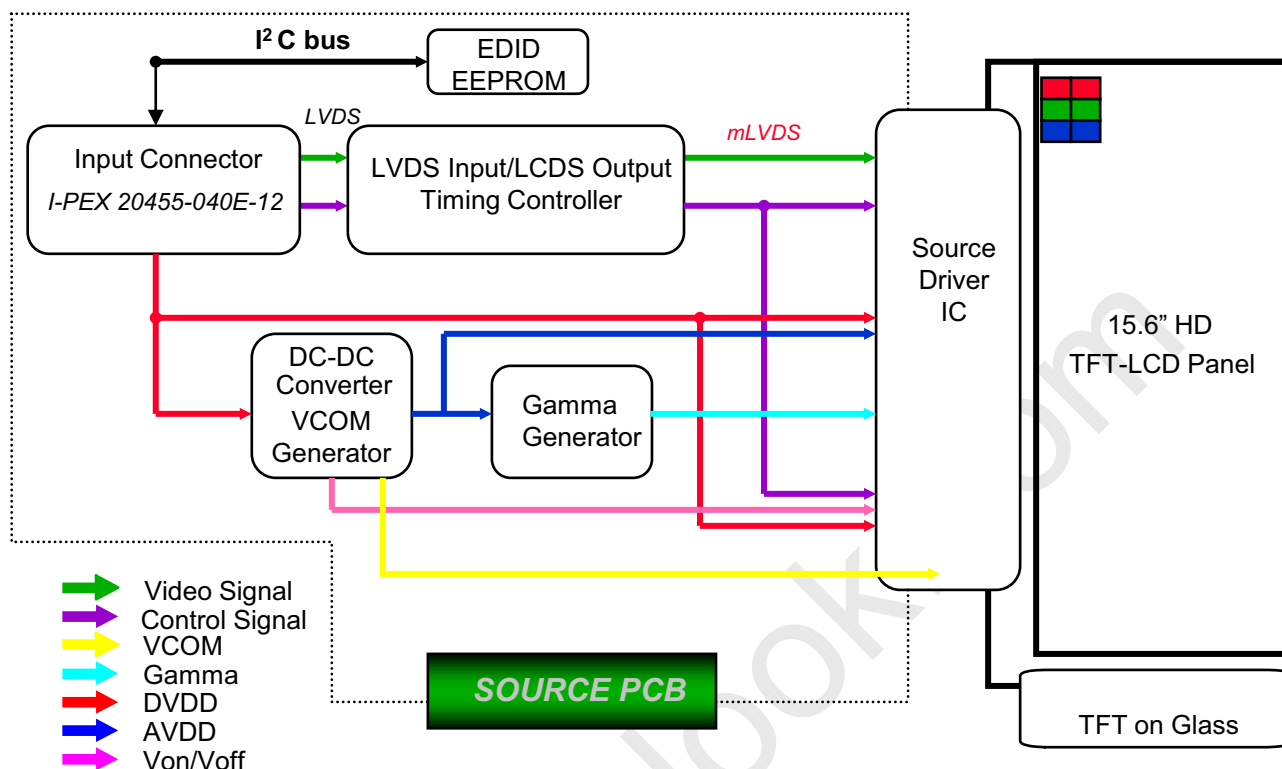 I² C bus
EDID
EEPROM
LVDS
mLVDS
Input Connector
I-PEX 20455-040E-12
LVDS Input/LCDS Output
Timing Controller
Source
Driver
IC
15.6” HD
TFT-LCD Panel
DC-DC
Converter
VCOM
Generator
Gamma
Generator
Video Signal
Control Signal
VCOM
Gamma
DVDD
AVDD
Von/Voff
SOURCE PCB
TFT on Glass